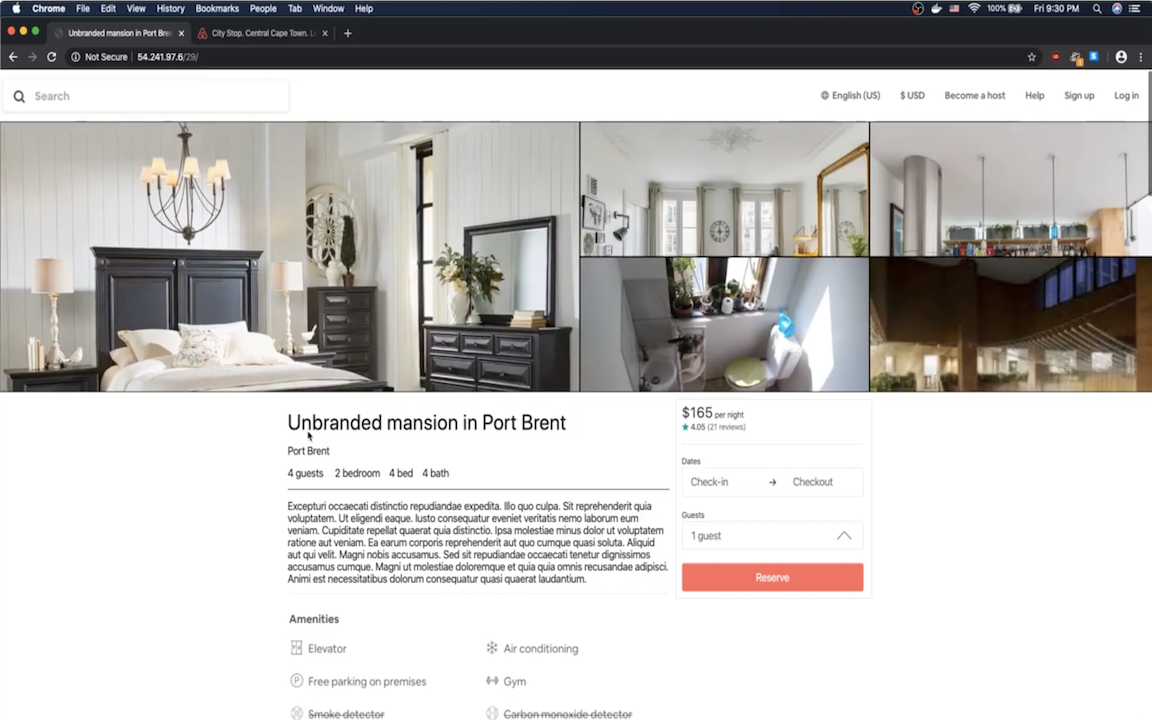 Chrome File Edit View History Bookmarks People Tab Window Help 100% Fri 9:30 PM
Unbranded mansion in Port Bren City Stop. Central Cape Town. L
Not Secure 54.241.97.6/29/
Search English (US) $ USD Become a host Help Sign up Log in
Unbranded mansion in Port Brent
Port Brent
4 guests 2 bedroom 4 bed 4 bath
Excepturi occaecati distinctio repudiandae expedita. Illo quo culpa. Sit reprehenderit quia
voluptatem. Ut eligendi eaque. Iusto consequatur eveniet veritatis nemo laborum eum
veniam. Cupiditate repellat quaerat quia distinctio. Ipsa molestiae minus dolor ut voluptatem
ratione aut veniam. Ea earum corporis reprehenderit aut quo cumque quasi soluta. Aliquid
aut qui velit. Magni nobis accusamus. Sed sit repudiandae occaecati tenetur dignissimos
accusamus cumque. Magni ut molestiae doloremque et quia quia omnis recusandae adipisci.
Animi est necessitatibus dolorum consequatur quasi quaerat laudantium.
$165 per night
4.05 (21 reviews)
Dates
Check-in → Checkout
Guests
1 guest
Reserve
Amenities
Elevator Air conditioning
Free parking on premises Gym
Smoke detector Carbon monoxide detector